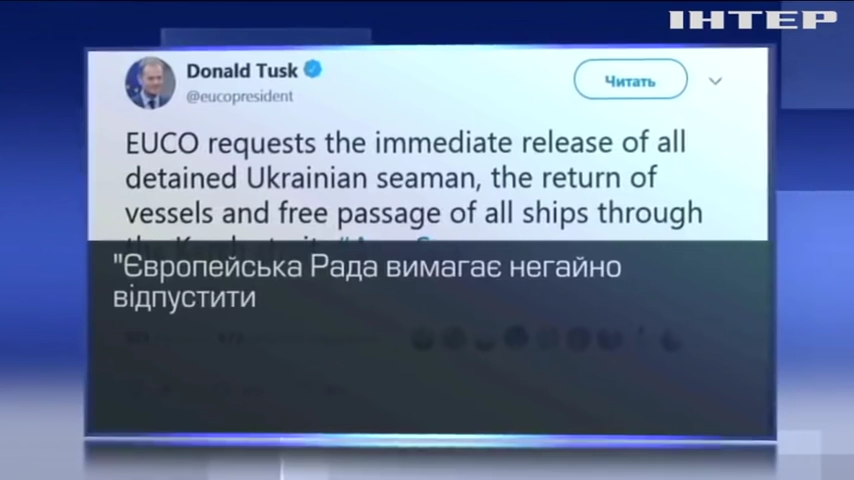 ІНТЕР
Donald Tusk
@eucopresident
Читать
EUCO requests the immediate release of all
detained Ukrainian seaman, the return of
vessels and free passage of all ships through
"Європейська Рада вимагає негайно
відпустити